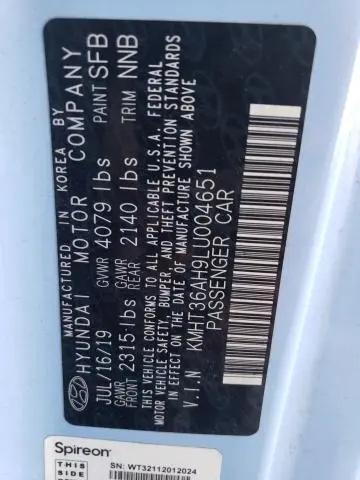 MANUFACTURED IN KOREA BY
HYUNDAI MOTOR COMPANY
JUL/16/19 GVWR 4079 lbs PAINT SFB
GAWR FRONT 2315 lbs GAWR REAR 2140 lbs TRIM NNB
THIS VEHICLE CONFORMS TO ALL APPLICABLE U.S.A. FEDERAL
MOTOR VEHICLE SAFETY, BUMPER, AND THEFT PREVENTION
STANDARDS IN EFFECT ON THE DATE OF MANUFACTURE SHOWN ABOVE
V.I.N KMHT36AH9LU004651
PASSENGER CAR
Spireon
SN: WT32112012024
THIS
SIDE